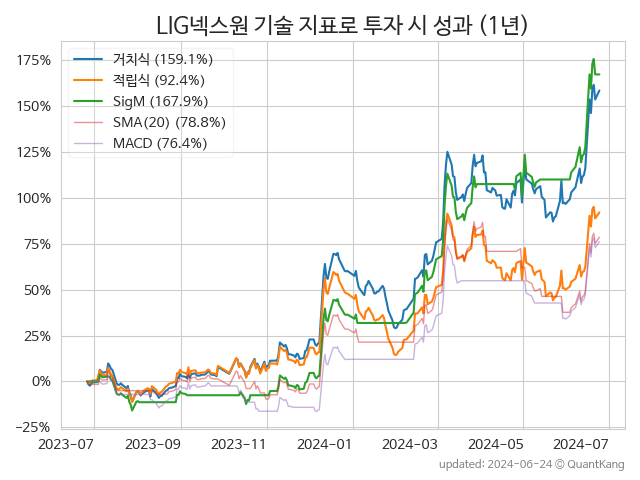 LIG넥스원 기술 지표로 투자 시 성과 (1년)
거치식 (159.1%)
적립식 (92.4%)
SigM (167.9%)
SMA(20) (78.8%)
MACD (76.4%)
175%
150%
125%
100%
75%
50%
25%
0%
−25%
2023-07 2023-09 2023-11 2024-01 2024-03 2024-05 2024-07
updated: 2024-06-24 ⓒ QuantKang